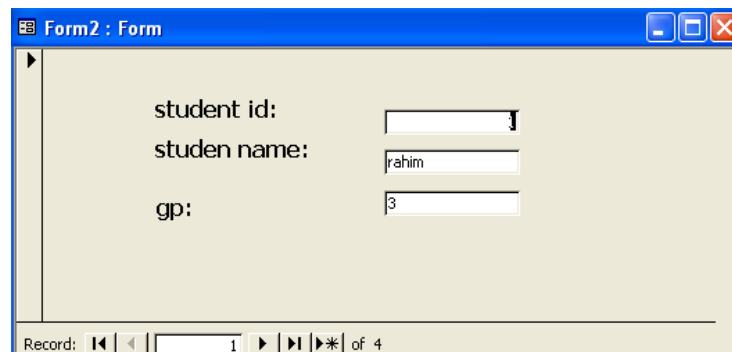 Form2 : Form
student id:
studen name: rahim
gp: 3
Record: 1 of 4